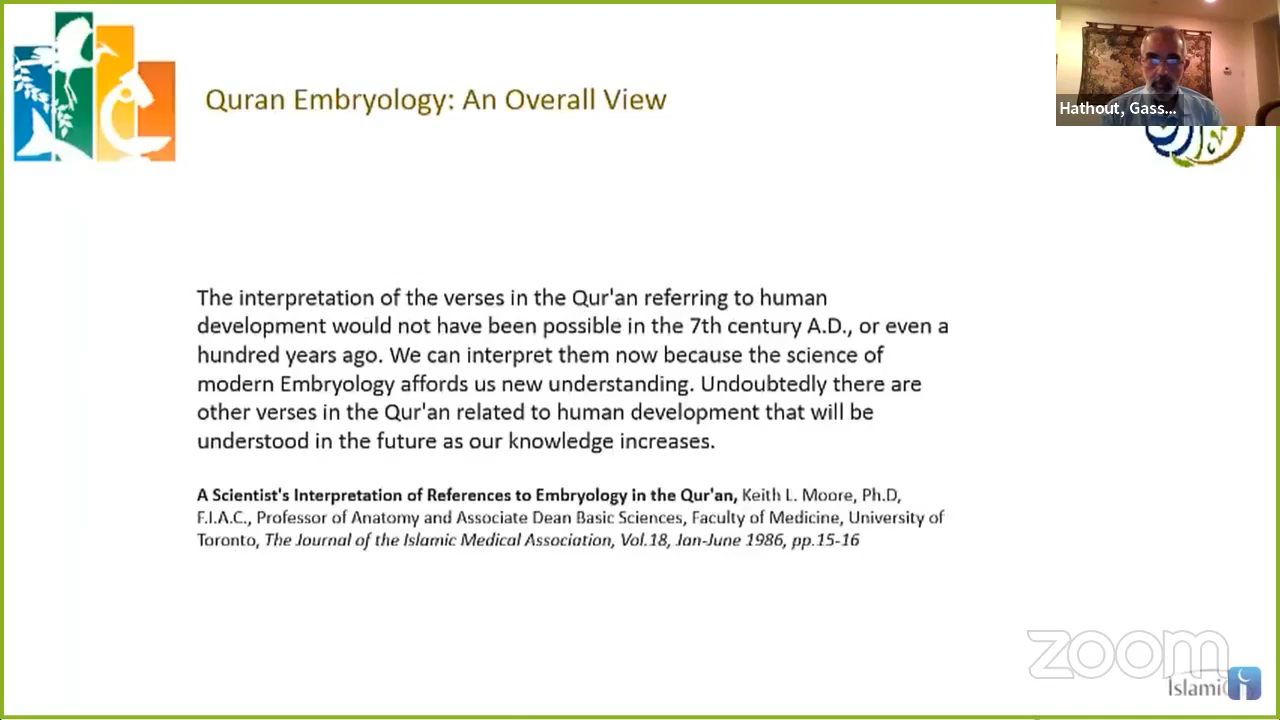 Quran Embryology: An Overall View
Hathout, Gass...
The interpretation of the verses in the Qur'an referring to human
development would not have been possible in the 7th century A.D., or even a
hundred years ago. We can interpret them now because the science of
modern Embryology affords us new understanding. Undoubtedly there are
other verses in the Qur'an related to human development that will be
understood in the future as our knowledge increases.
A Scientist's Interpretation of References to Embryology in the Qur'an, Keith L. Moore, Ph.D,
F.I.A.C., Professor of Anatomy and Associate Dean Basic Sciences, Faculty of Medicine, University of
Toronto, The Journal of the Islamic Medical Association, Vol.18, Jan-June 1986, pp.15-16
zoom
Islami